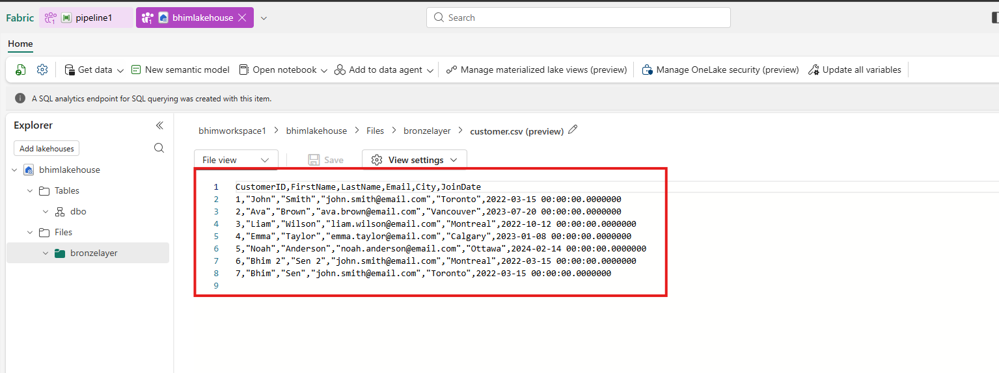 Fabric 1 pipeline1 1 bhimlakehouse Search
Home
Get data New semantic model Open notebook Add to data agent Manage materialized lake views (preview) Manage OneLake security (preview) Update all variables
A SQL analytics endpoint for SQL querying was created with this item.
Explorer
Add lakehouses
bhimlakehouse
Tables
dbo
Files
bronzelayer
bhimworkspace1 > bhimlakehouse > Files > bronzelayer > customer.csv (preview)
File view Save View settings
1 CustomerID,FirstName,LastName,Email,City,JoinDate
2 1,"John","Smith","john.smith@email.com","Toronto",2022-03-15 00:00:00.0000000
3 2,"Ava","Brown","ava.brown@email.com","Vancouver",2023-07-20 00:00:00.0000000
4 3,"Liam","Wilson","liam.wilson@email.com","Montreal",2022-10-12 00:00:00.0000000
5 4,"Emma","Taylor","emma.taylor@email.com","Calgary",2023-01-08 00:00:00.0000000
6 5,"Noah","Anderson","noah.anderson@email.com","Ottawa",2024-02-14 00:00:00.0000000
7 6,"Bhim 2","Sen 2","john.smith@email.com","Montreal",2022-03-15 00:00:00.0000000
8 7,"Bhim","Sen","john.smith@email.com","Toronto",2022-03-15 00:00:00.0000000
9